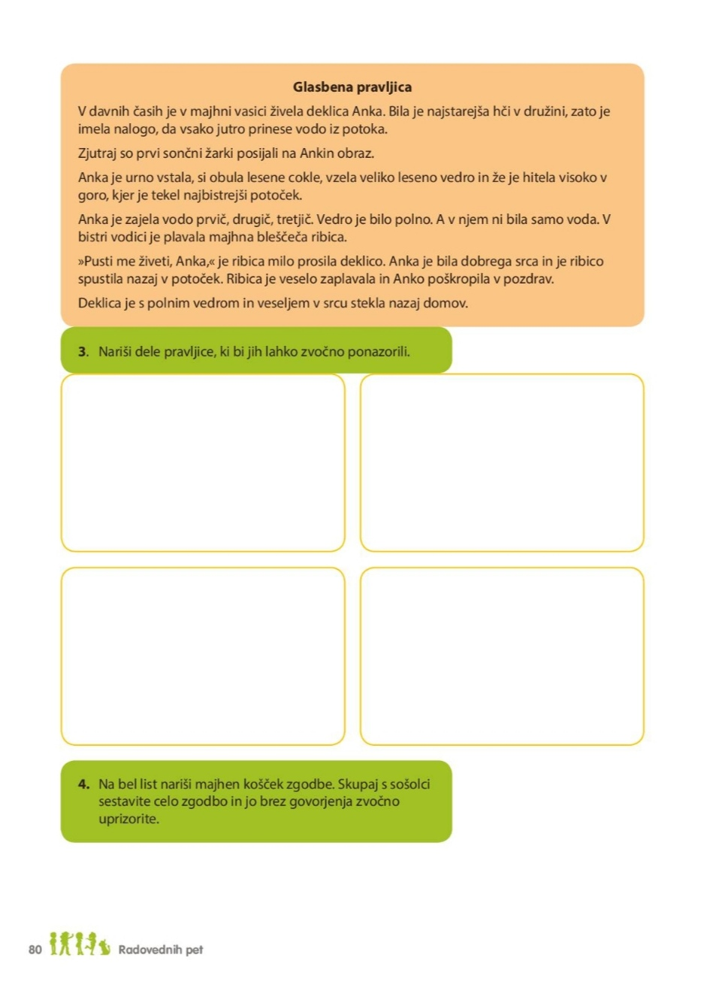 Glasbena pravljica
V davnih časih je v majhni vasici živela deklica Anka. Bila je najstarejša hči v družini, zato je
imela nalogo, da vsako jutro prinese vodo iz potoka.
Zjutraj so prvi sončni žarki posijali na Ankin obraz.
Anka je urno vstala, si obula lesene cokle, vzela veliko leseno vedro in že je hitela visoko v
goro, kjer je tekel najbistrejši potoček.
Anka je zajela vodo prvič, drugič, tretjič. Vedro je bilo polno. A v njem ni bila samo voda. V
bistri vodici je plavala majhna bleščeča ribica.
»Pusti me živeti, Anka,« je ribica milo prosila deklico. Anka je bila dobrega srca in je ribico
spustila nazaj v potoček. Ribica je veselo zaplavala in Anko poškropila v pozdrav.
Deklica je s polnim vedrom in veseljem v srcu stekla nazaj domov.
3. Nariši dele pravljice, ki bi jih lahko zvočno ponazorili.
4. Na bel list nariši majhen košček zgodbe. Skupaj s sošolci
sestavite celo zgodbo in jo brez govorjenja zvočno
uprizorite.
80 Radovednih pet